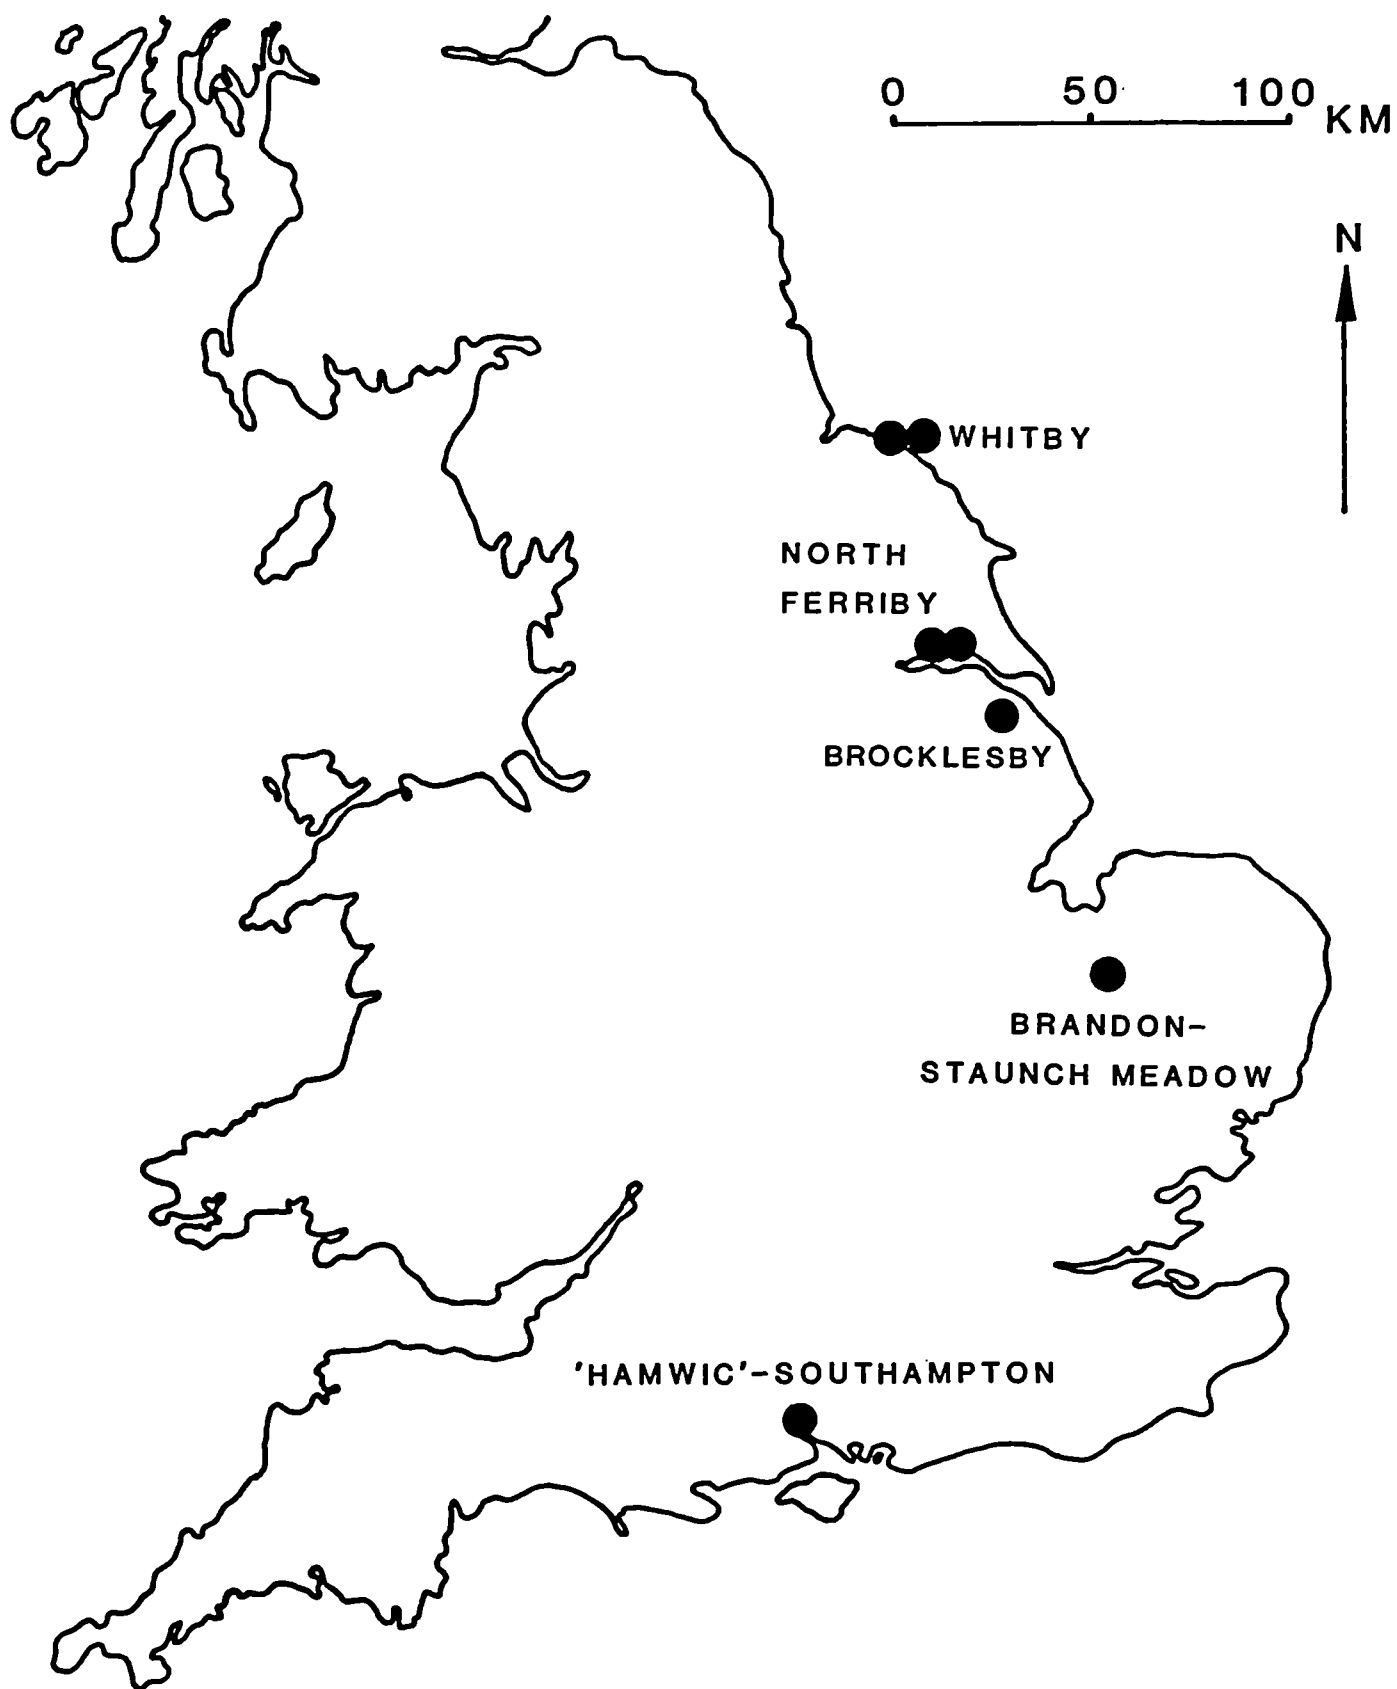 0 50 100
KM
N
WHITBY
NORTH
FERRIBY
BROCKLESBY
BRANDON-
STAUNCH MEADOW
'HAMWIC'-SOUTHAMPTON